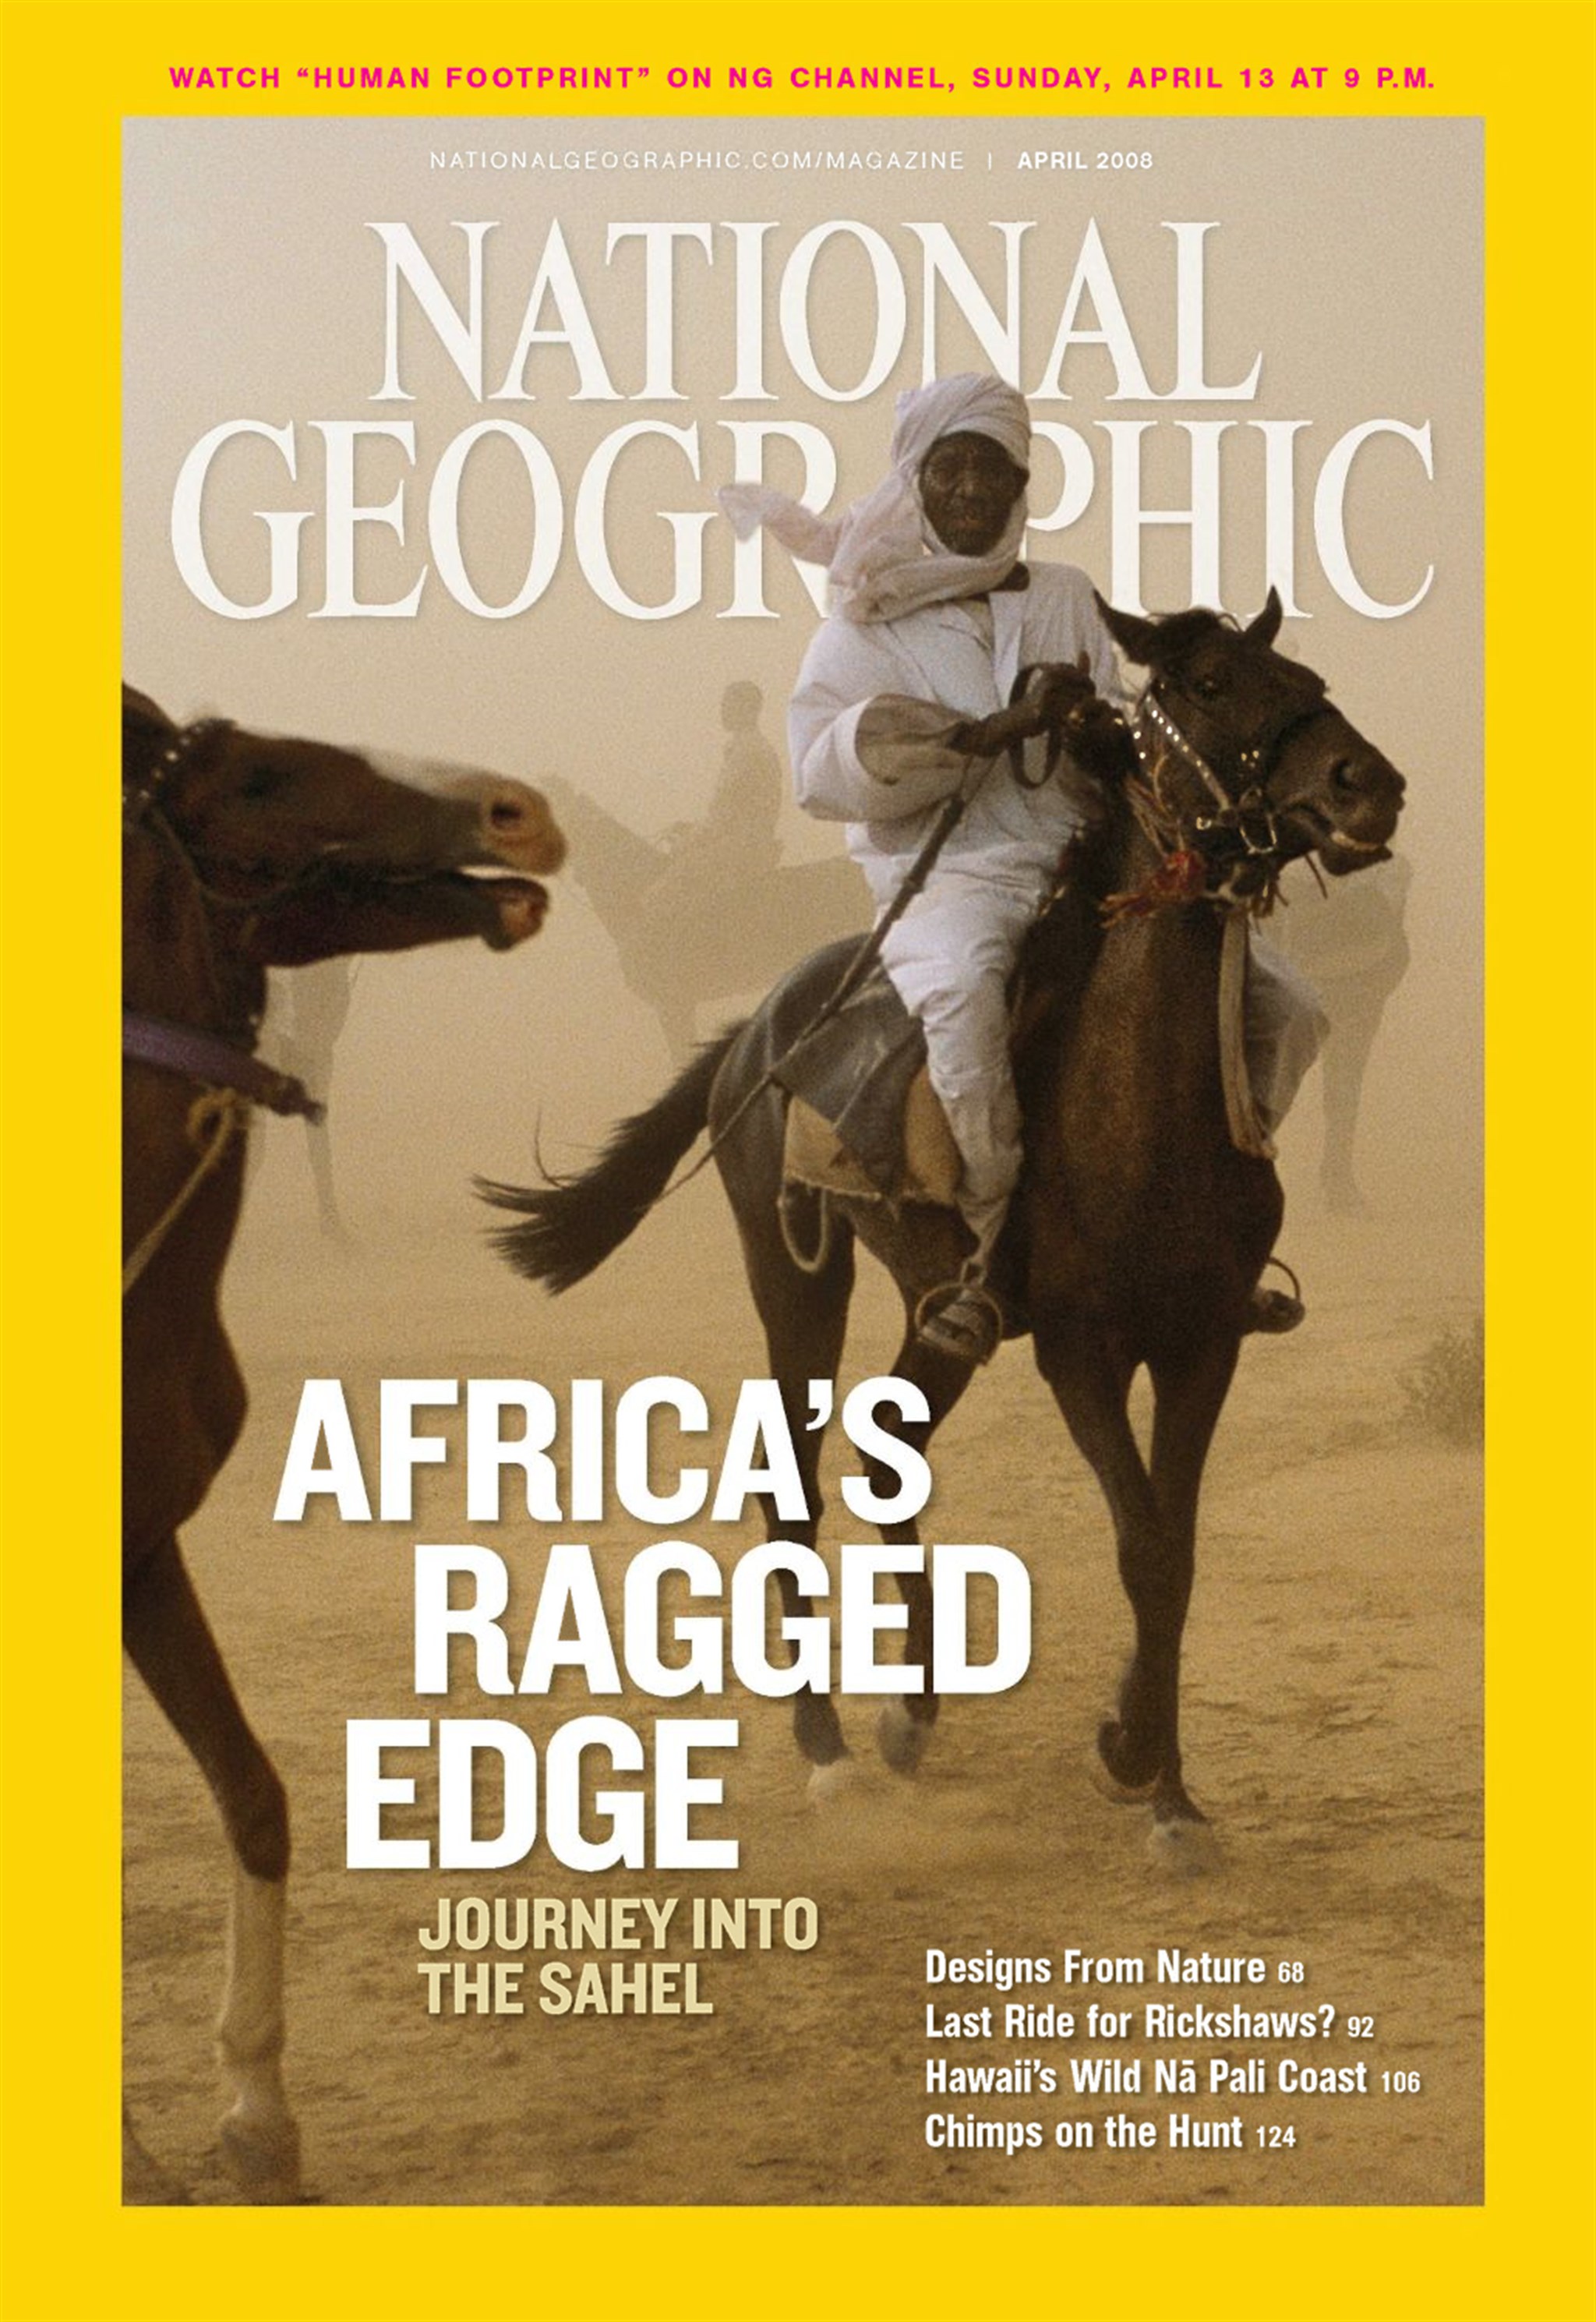 WATCH “HUMAN FOOTPRINT” ON NG CHANNEL, SUNDAY, APRIL 13 AT 9 P.M.
NATIONALGEOGRAPHIC.COM/MAGAZINE | APRIL 2008
NATIONAL
GEOGRAPHIC
AFRICA’S
RAGGED
EDGE
JOURNEY INTO
THE SAHEL
Designs From Nature 68
Last Ride for Rickshaws? 92
Hawaii’s Wild Nā Pali Coast 106
Chimps on the Hunt 124